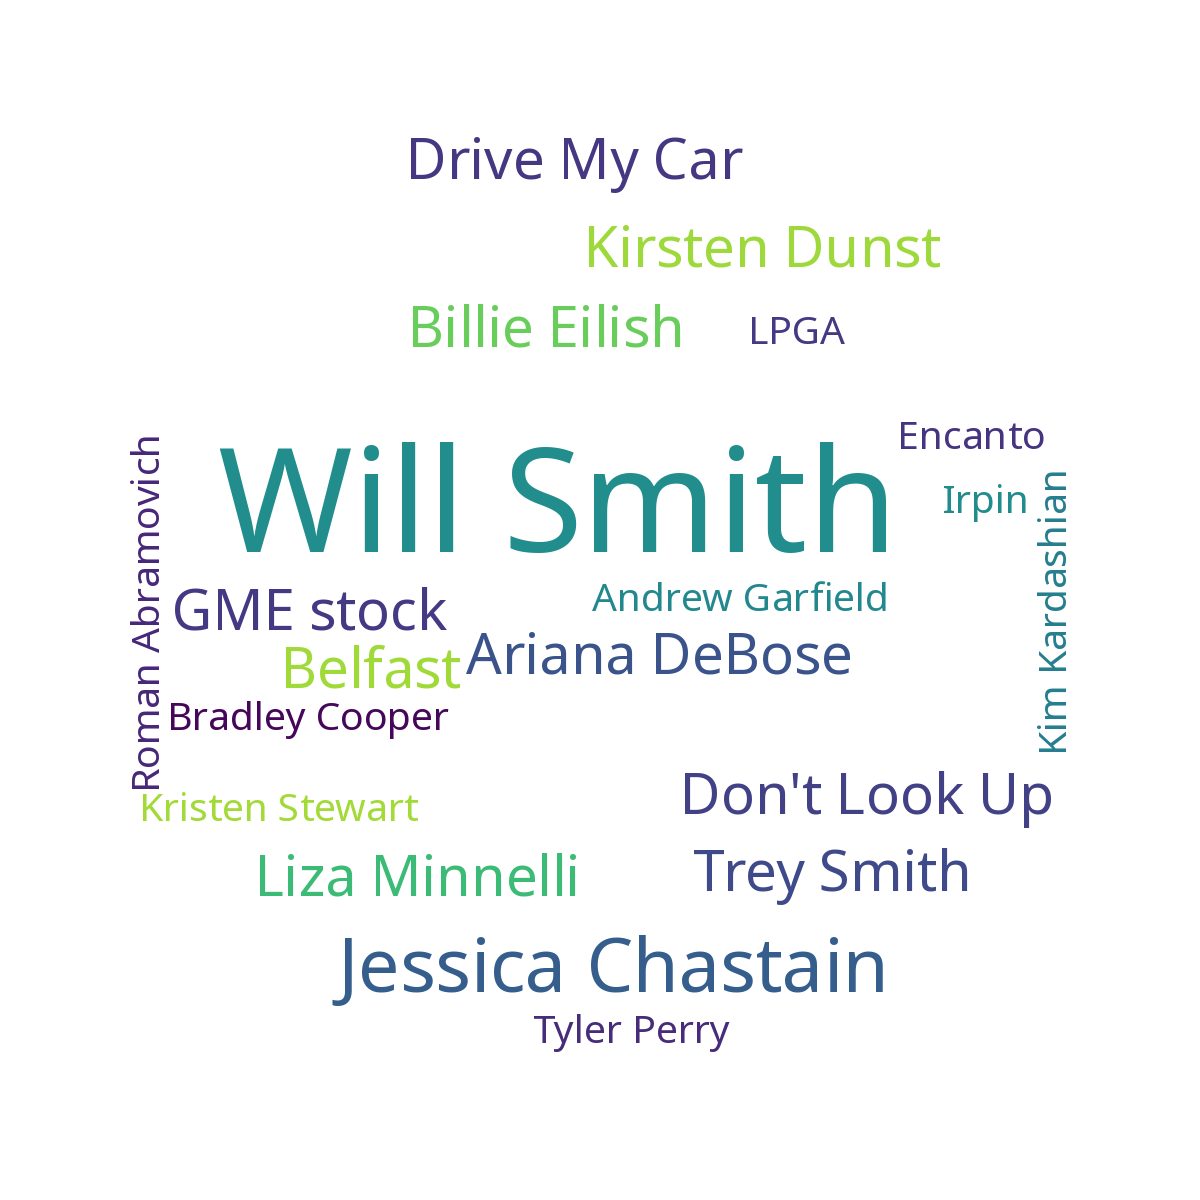 Drive My Car
Kirsten Dunst
Billie Eilish
LPGA
Encanto
Will Smith
Irpin
Roman Abramovich
Kim Kardashian
GME stock
Andrew Garfield
Ariana DeBose
Belfast
Bradley Cooper
Don't Look Up
Kristen Stewart
Liza Minnelli
Trey Smith
Jessica Chastain
Tyler Perry